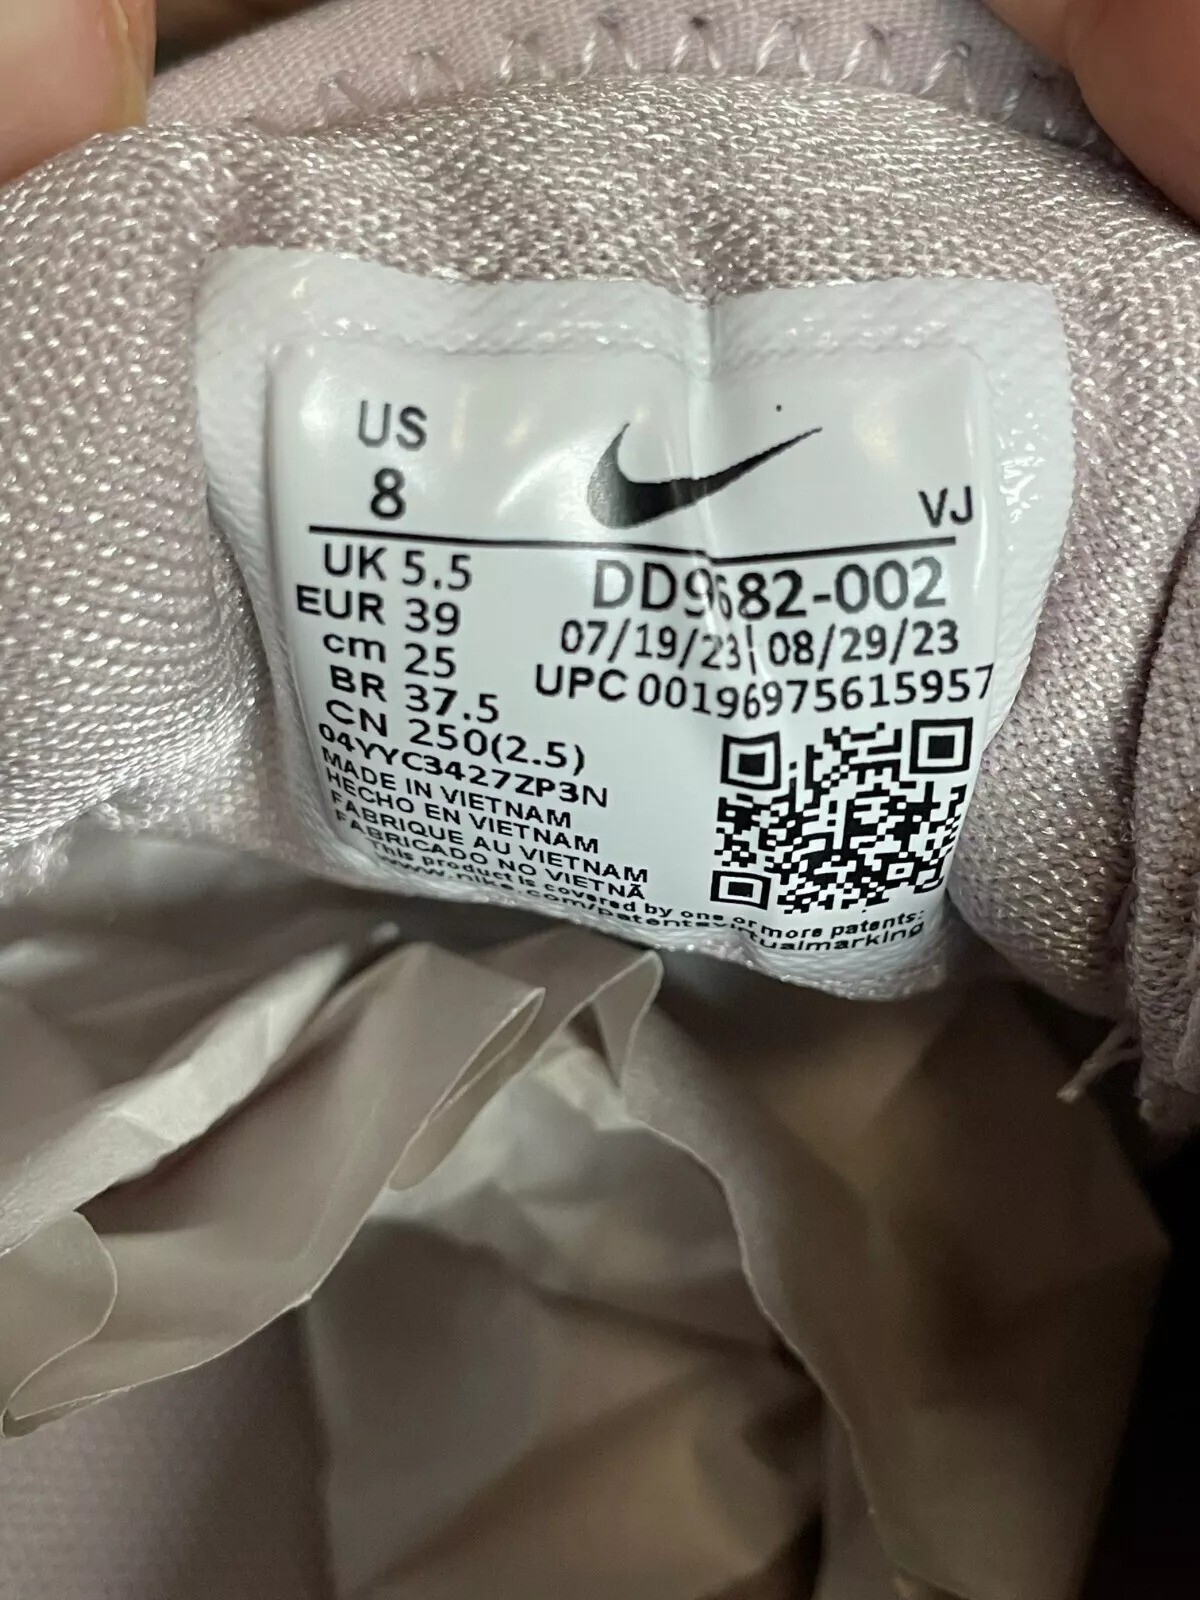 US
8
VJ
UK 5.5
EUR 39
cm 25
BR 37.5
CN 250(2.5)
DD9682-002
07/19/23|08/29/23
UPC 00196975615957
04YYC3427ZP3N
MADE IN VIETNAM
HECHO EN VIETNAM
FABRIQUE AU VIETNAM
FABRICADO NO VIETNÃ
This product is covered by one or more patents:
www.nike.com/patentsvirtualmarking